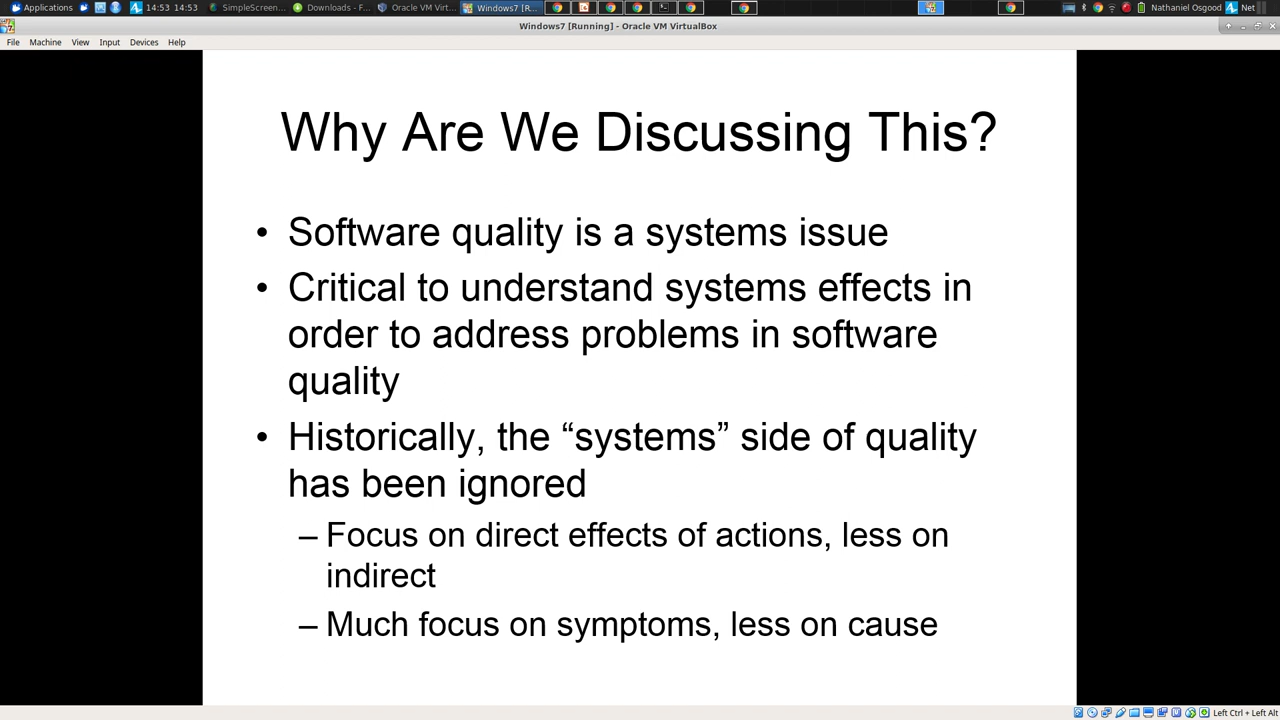 Applications
14:53 14:53
SimpleScreen...
Downloads - F...
Oracle VM Virt...
Windows7 [R...
Nathaniel Osgood
Net
Windows7 [Running] - Oracle VM VirtualBox
File Machine View Input Devices Help
Why Are We Discussing This?
• Software quality is a systems issue
• Critical to understand systems effects in
order to address problems in software
quality
• Historically, the “systems” side of quality
has been ignored
– Focus on direct effects of actions, less on
indirect
– Much focus on symptoms, less on cause
Left Ctrl + Left Alt